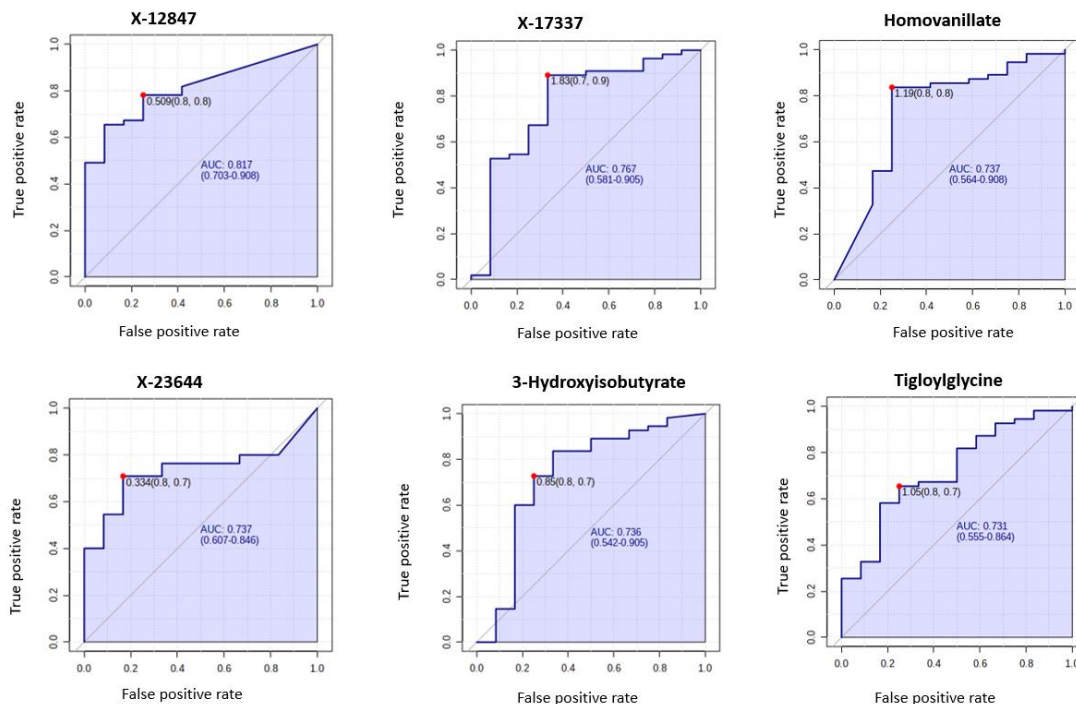 X-12847
1.0
0.8
0.6
0.4
0.2
0.0
True positive rate
0.509(0.8, 0.8)
AUC: 0.817
(0.703-0.908)
0.0 0.2 0.4 0.6 0.8 1.0
False positive rate
X-17337
1.0
0.8
0.6
0.4
0.2
0.0
True positive rate
1.83(0.7, 0.9)
AUC: 0.767
(0.581-0.905)
0.0 0.2 0.4 0.6 0.8 1.0
False positive rate
Homovanillate
1.0
0.8
0.6
0.4
0.2
0.0
True positive rate
1.19(0.8, 0.8)
AUC: 0.737
(0.564-0.908)
0.0 0.2 0.4 0.6 0.8 1.0
False positive rate
X-23644
1.0
0.8
0.6
0.4
0.2
0.0
True positive rate
0.334(0.8, 0.7)
AUC: 0.737
(0.607-0.846)
0.0 0.2 0.4 0.6 0.8 1.0
False positive rate
3-Hydroxyisobutyrate
1.0
0.8
0.6
0.4
0.2
0.0
True positive rate
0.85(0.8, 0.7)
AUC: 0.736
(0.542-0.905)
0.0 0.2 0.4 0.6 0.8 1.0
False positive rate
Tigloylglycine
1.0
0.8
0.6
0.4
0.2
0.0
True positive rate
1.05(0.8, 0.7)
AUC: 0.731
(0.555-0.864)
0.0 0.2 0.4 0.6 0.8 1.0
False positive rate